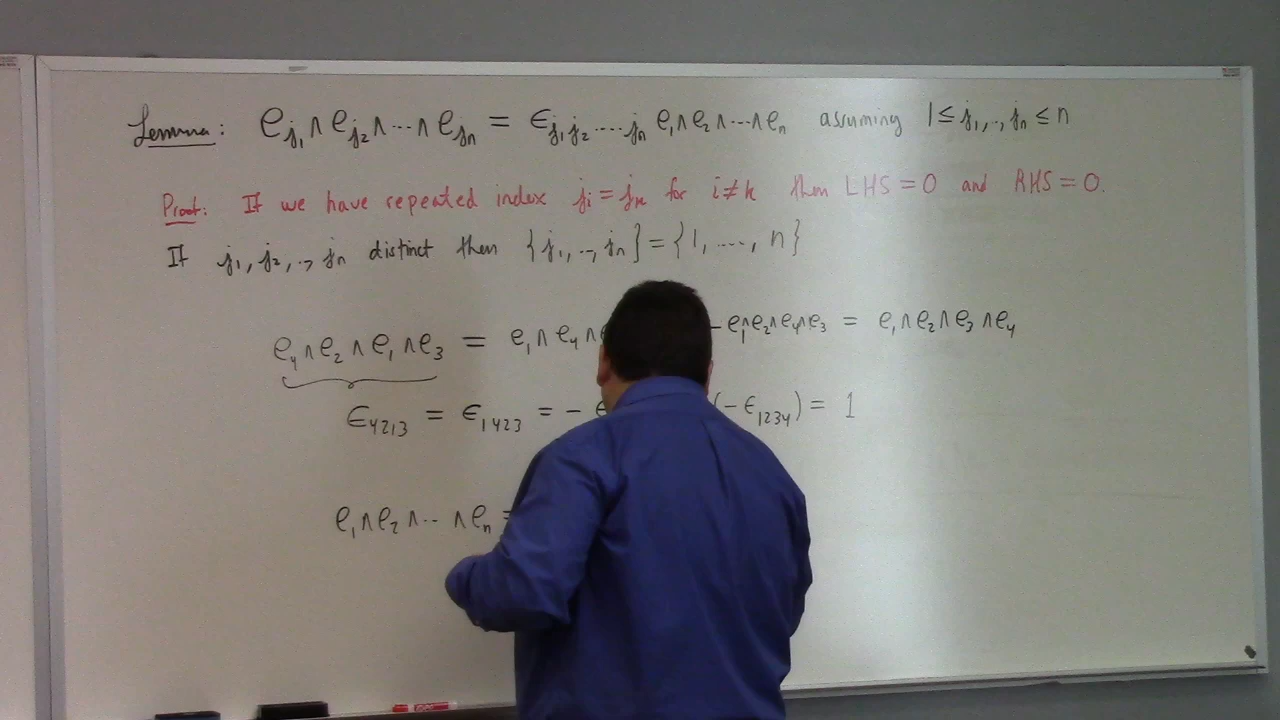 Lemma: e_{j_1} ∧ e_{j_2} ∧ ⋯ ∧ e_{j_n} = ϵ_{j_1 j_2 ⋯ j_n} e_1 ∧ e_2 ∧ ⋯ ∧ e_n assuming 1 ≤ j_1, .., j_n ≤ n
Proof: If we have repeated index j_i = j_k for i ≠ k then LHS = 0 and RHS = 0.
If j_1, j_2, .., j_n distinct then {j_1, .., j_n} = {1, ..., n}
e_4 ∧ e_2 ∧ e_1 ∧ e_3 = e_1 ∧ e_4 ∧ - e_1 ∧ e_2 ∧ e_4 ∧ e_3 = e_1 ∧ e_2 ∧ e_3 ∧ e_4
ϵ_{4213} = ϵ_{1423} = - (-ϵ_{1234}) = 1
e_1 ∧ e_2 ∧ ⋯ ∧ e_n =